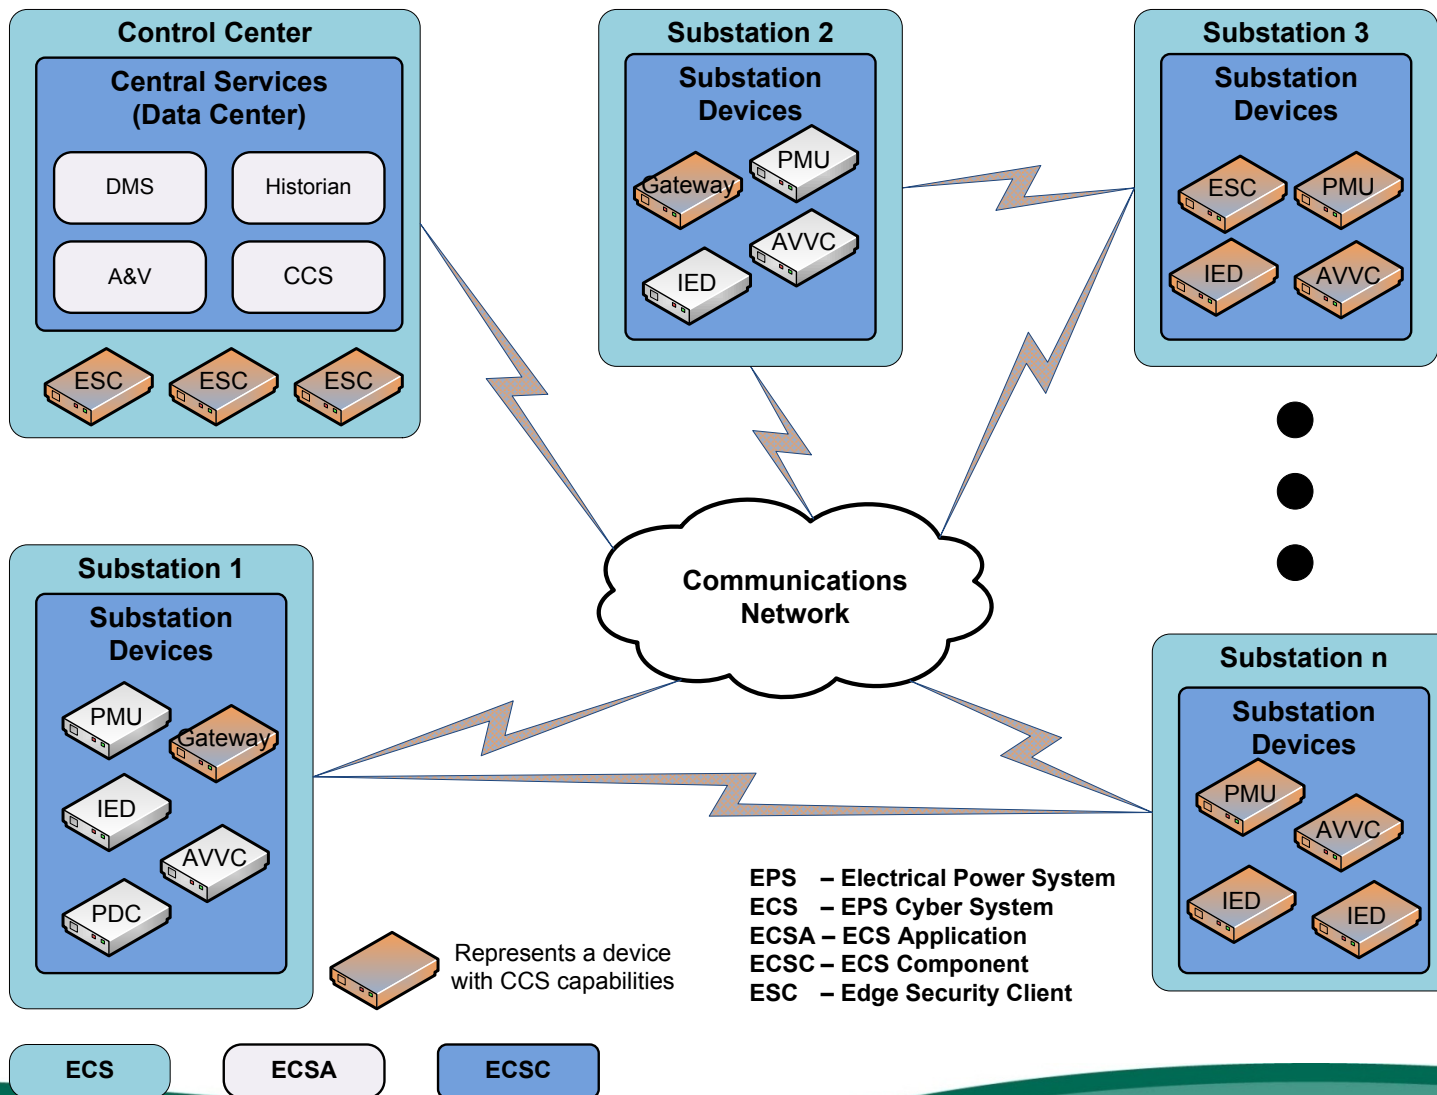 Control Center
Central Services
(Data Center)
DMS
Historian
A&V
CCS
ESC
ESC
ESC
Substation 2
Substation
Devices
Gateway
PMU
AVVC
IED
Substation 3
Substation
Devices
ESC
PMU
IED
AVVC
Communications
Network
Substation 1
Substation
Devices
PMU
Gateway
IED
AVVC
PDC
Substation n
Substation
Devices
PMU
AVVC
IED
IED
Represents a device
with CCS capabilities
EPS – Electrical Power System
ECS – EPS Cyber System
ECSA – ECS Application
ECSC – ECS Component
ESC – Edge Security Client
ECS
ECSA
ECSC